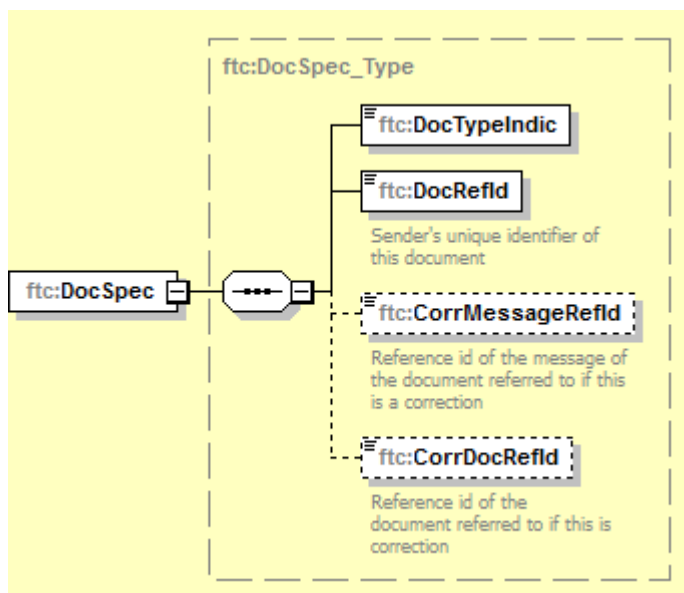 ftc:DocSpec_Type
ftc:DocTypeIndic
ftc:DocRefId
Sender's unique identifier of
this document
ftc:DocSpec
ftc:CorrMessageRefId
Reference id of the message of
the document referred to if this
is a correction
ftc:CorrDocRefId
Reference id of the
document referred to if this is
correction